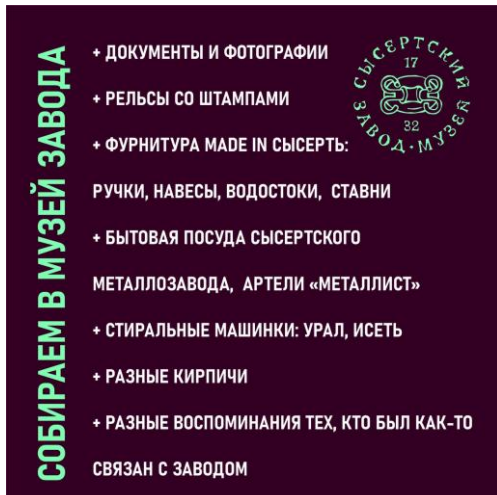 СОБИРАЕМ В МУЗЕЙ ЗАВОДА
+ ДОКУМЕНТЫ И ФОТОГРАФИИ
+ РЕЛЬСЫ СО ШТАМПАМИ
+ ФУРНИТУРА MADE IN СЫСЕРТЬ:
РУЧКИ, НАВЕСЫ, ВОДОСТОКИ, СТАВНИ
+ БЫТОВАЯ ПОСУДА СЫСЕРТСКОГО
МЕТАЛЛОЗАВОДА, АРТЕЛИ «МЕТАЛЛИСТ»
+ СТИРАЛЬНЫЕ МАШИНКИ: УРАЛ, ИСЕТЬ
+ РАЗНЫЕ КИРПИЧИ
+ РАЗНЫЕ ВОСПОМИНАНИЯ ТЕХ, КТО БЫЛ КАК-ТО
СВЯЗАН С ЗАВОДОМ
СЫСЕРТСКИЙ
17
32
ЗАВОД·МУЗЕЙ